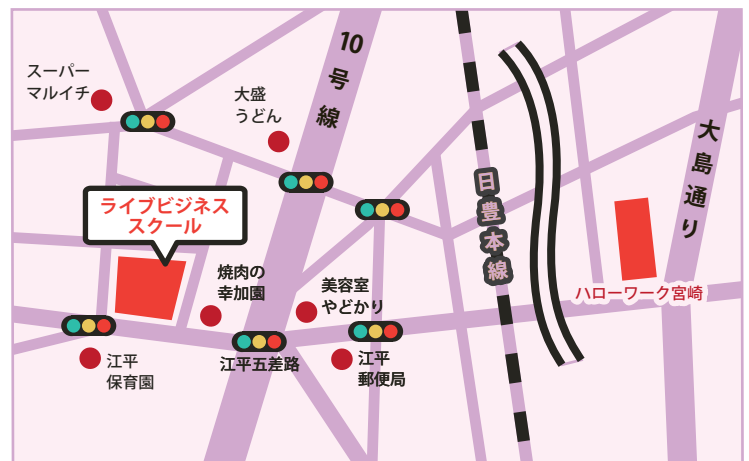 スーパー
マルイチ
大盛
うどん
10号線
大島通り
日豊本線
ライブビジネス
スクール
焼肉の
幸加園
美容室
やどかり
ハローワーク宮崎
江平
保育園
江平五差路
江平
郵便局